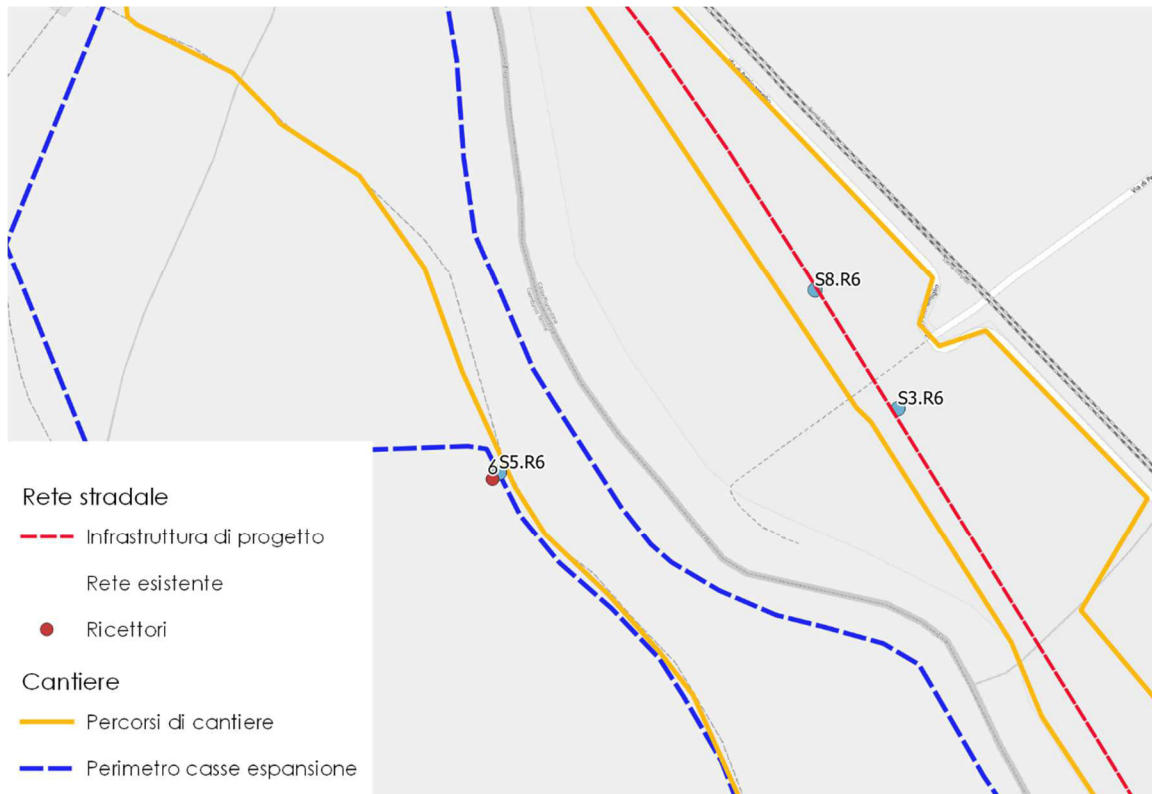 S8.R6
S3.R6
6
S5.R6
Rete stradale
Infrastruttura di progetto
Rete esistente
Ricettori
Cantiere
Percorsi di cantiere
Perimetro casse espansione